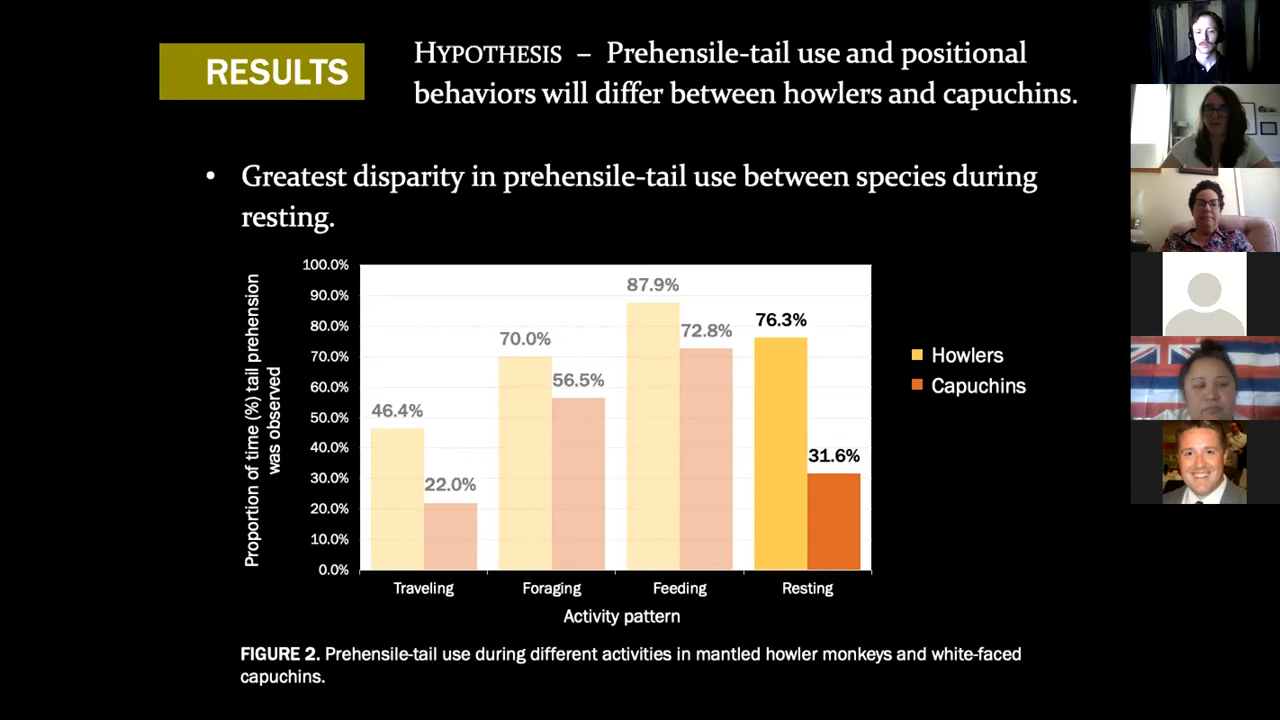 RESULTS
HYPOTHESIS – Prehensile-tail use and positional
behaviors will differ between howlers and capuchins.
• Greatest disparity in prehensile-tail use between species during
resting.
Proportion of time (%) tail prehension
was observed
100.0%
90.0%
80.0%
70.0%
60.0%
50.0%
40.0%
30.0%
20.0%
10.0%
0.0%
46.4%
22.0%
70.0%
56.5%
87.9%
72.8%
76.3%
31.6%
Traveling
Foraging
Feeding
Resting
Activity pattern
Howlers
Capuchins
FIGURE 2. Prehensile-tail use during different activities in mantled howler monkeys and white-faced
capuchins.